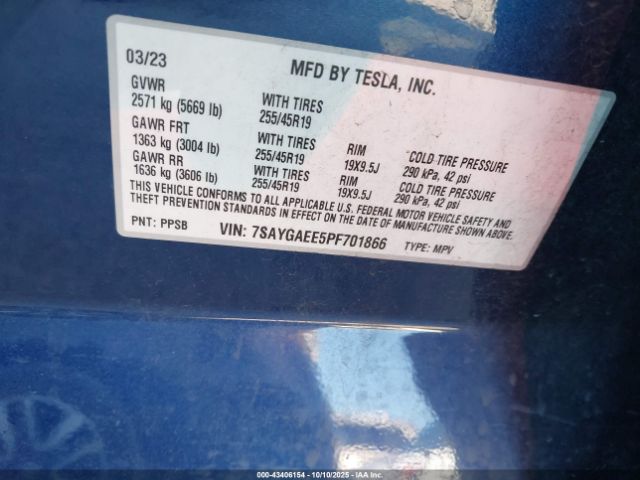 03/23
MFD BY TESLA, INC.
GVWR
2571 kg (5669 lb) WITH TIRES 255/45R19
GAWR FRT
1363 kg (3004 lb) WITH TIRES 255/45R19 RIM 19X9.5J COLD TIRE PRESSURE 290 kPa, 42 psi
GAWR RR
1636 kg (3606 lb) WITH TIRES 255/45R19 RIM 19X9.5J COLD TIRE PRESSURE 290 kPa, 42 psi
THIS VEHICLE CONFORMS TO ALL APPLICABLE U.S. FEDERAL MOTOR VEHICLE SAFETY AND
THEFT PREVENTION STANDARDS IN EFFECT ON THE DATE OF MANUFACTURE SHOWN ABOVE.
PNT: PPSB VIN: 7SAYGAEE5PF701866 TYPE: MPV
000-43406154 - 10/10/2025 - IAAI.COM